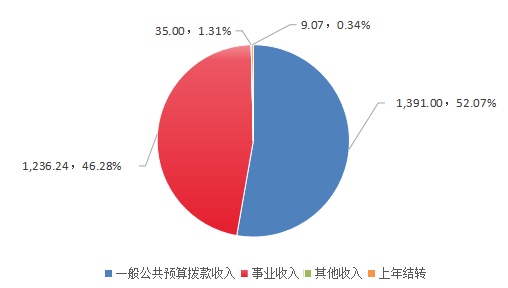 35.00，1.31%
9.07，0.34%
1,391.00，52.07%
1,236.24，46.28%
一般公共预算拨款收入 事业收入 其他收入 上年结转